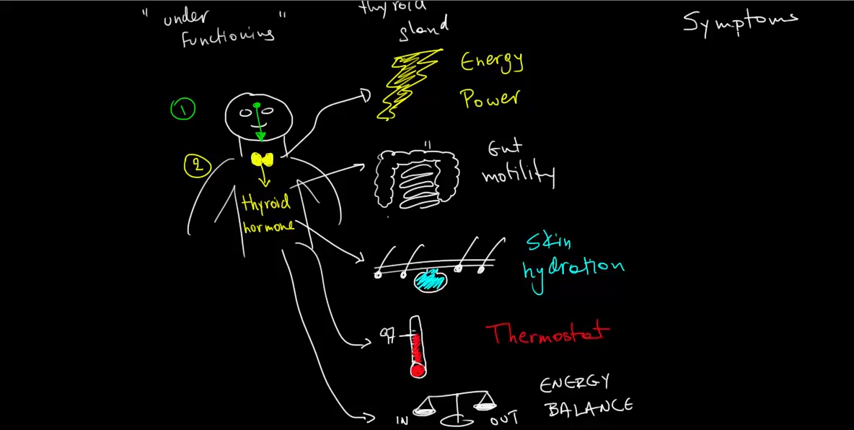 "under
functioning"
thyroid
gland
Symptoms
Energy
Power
1
2
thyroid
hormone
Gut
motility
Skin
hydration
97
Thermostat
IN
OUT
ENERGY
BALANCE